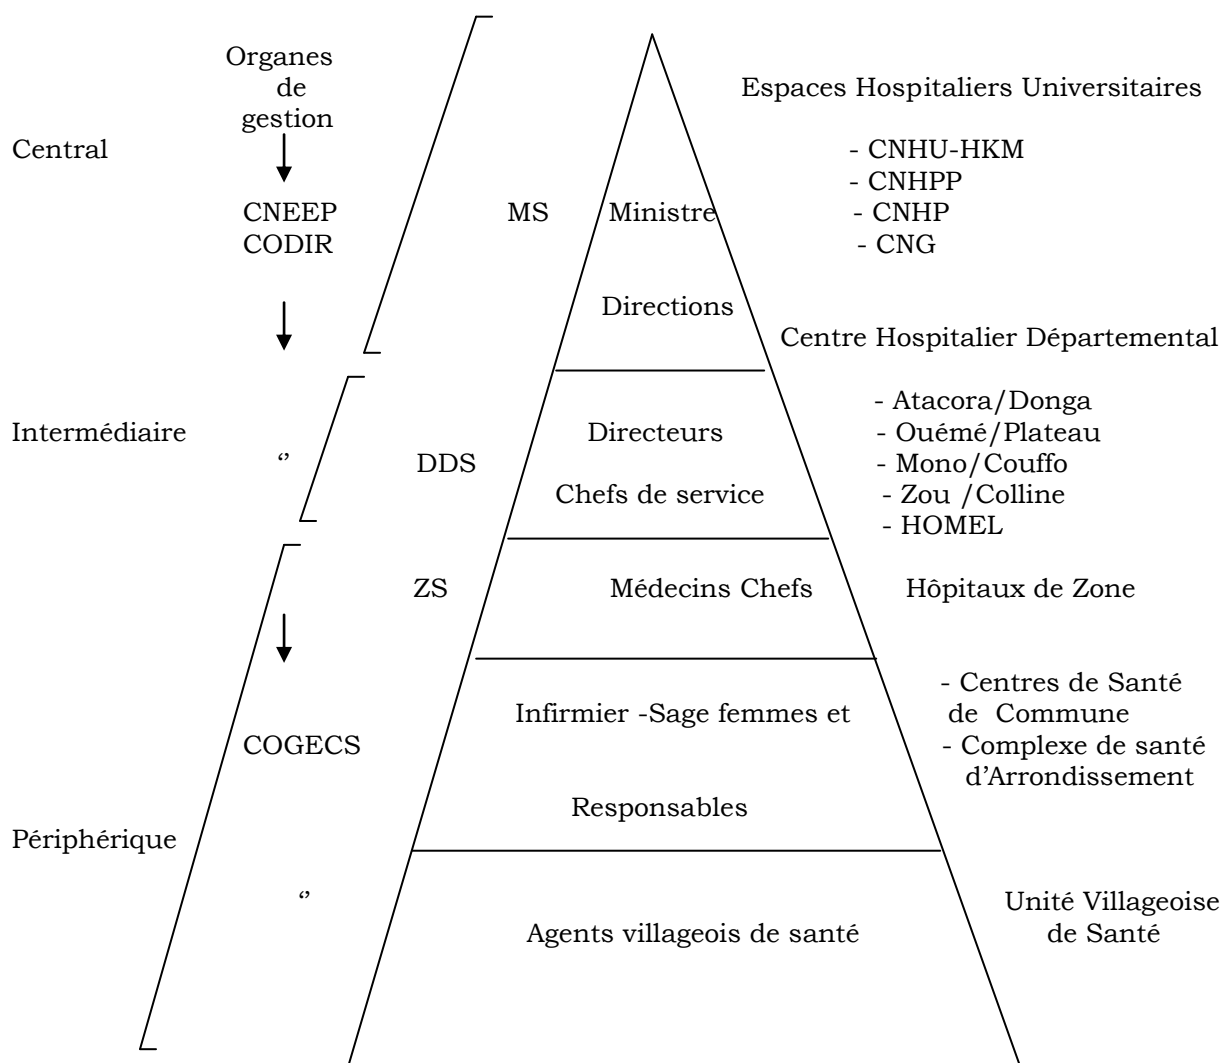 Organes
de
gestion
Espaces Hospitaliers Universitaires
Central
- CNHU-HKM
- CNHPP
CNEEP
MS
Ministre
- CNHP
CODIR
- CNG
Directions
Centre Hospitalier Départemental
- Atacora/Donga
Intermédiaire
Directeurs
- Ouémé/Plateau
‘’
DDS
- Mono/Couffo
Chefs de service
- Zou /Colline
- HOMEL
ZS
Médecins Chefs
Hôpitaux de Zone
- Centres de Santé
de Commune
Infirmier -Sage femmes et
COGECS
- Complexe de santé
d’Arrondissement
Responsables
Périphérique
‘’
Unité Villageoise
de Santé
Agents villageois de santé